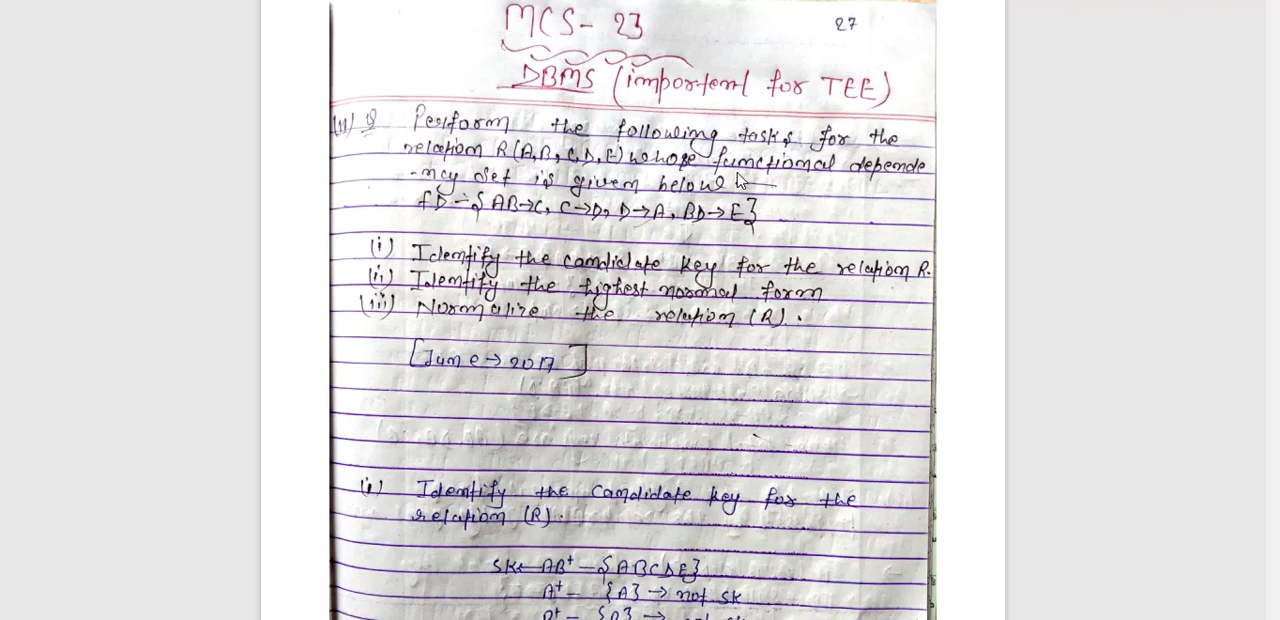 MCS-23
27
DBMS (importent for TEE)
(11) Q Perform the following tasks for the
relation R(A,B,C,D,E) whose functional depende
-ncy set is given below :-
FD = { AB→C, C→D, D→A, BD→E}
(i) Identify the candidate key for the relation R.
(ii) Identify the highest normal form
(iii) Normalize the relation (R).
[June → 2017]
(i) Identify the candidate key for the
relation (R).
SK← AB⁺ = {ABCDE}
A⁺ = {A} → not SK